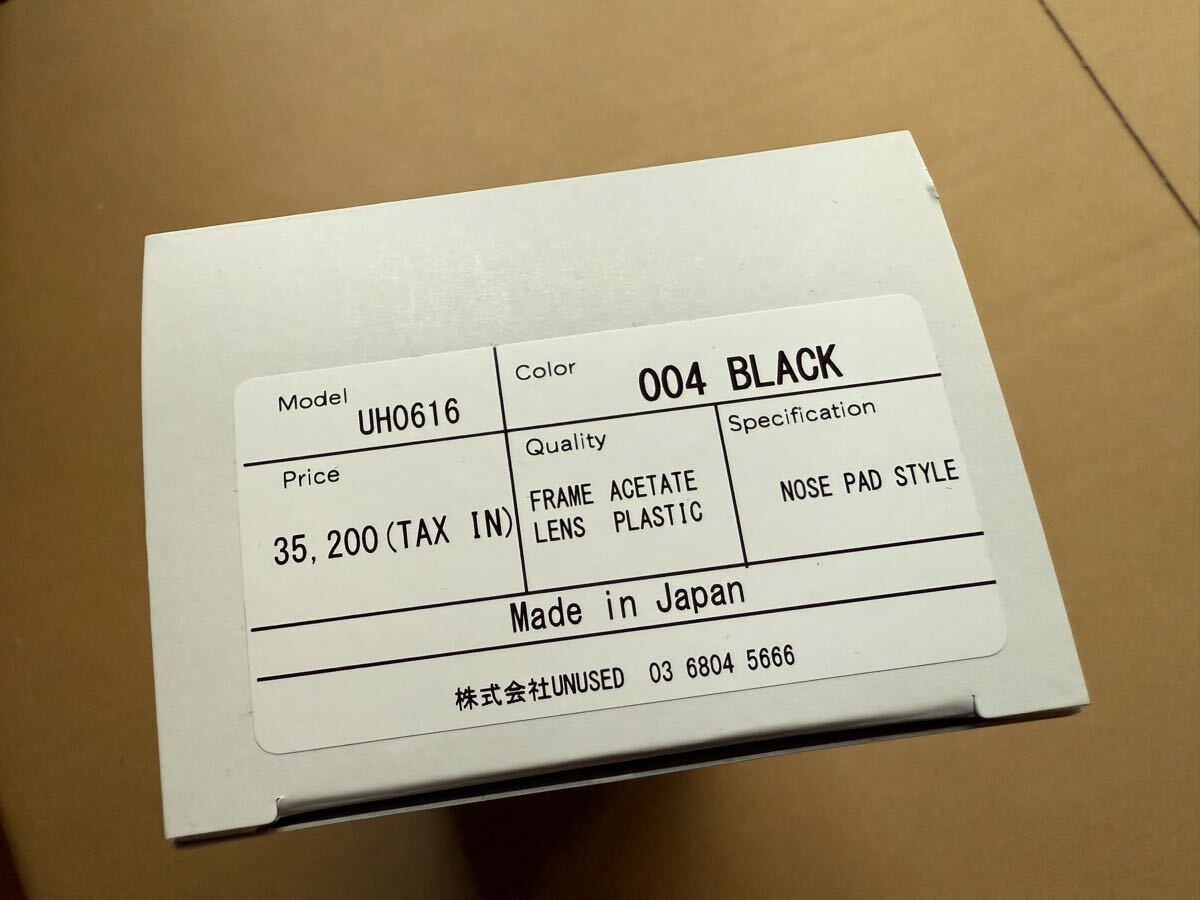 Model
UH0616
Color
004 BLACK
Price
35,200(TAX IN)
Quality
FRAME ACETATE
LENS PLASTIC
Specification
NOSE PAD STYLE
Made in Japan
株式会社UNUSED 03 6804 5666